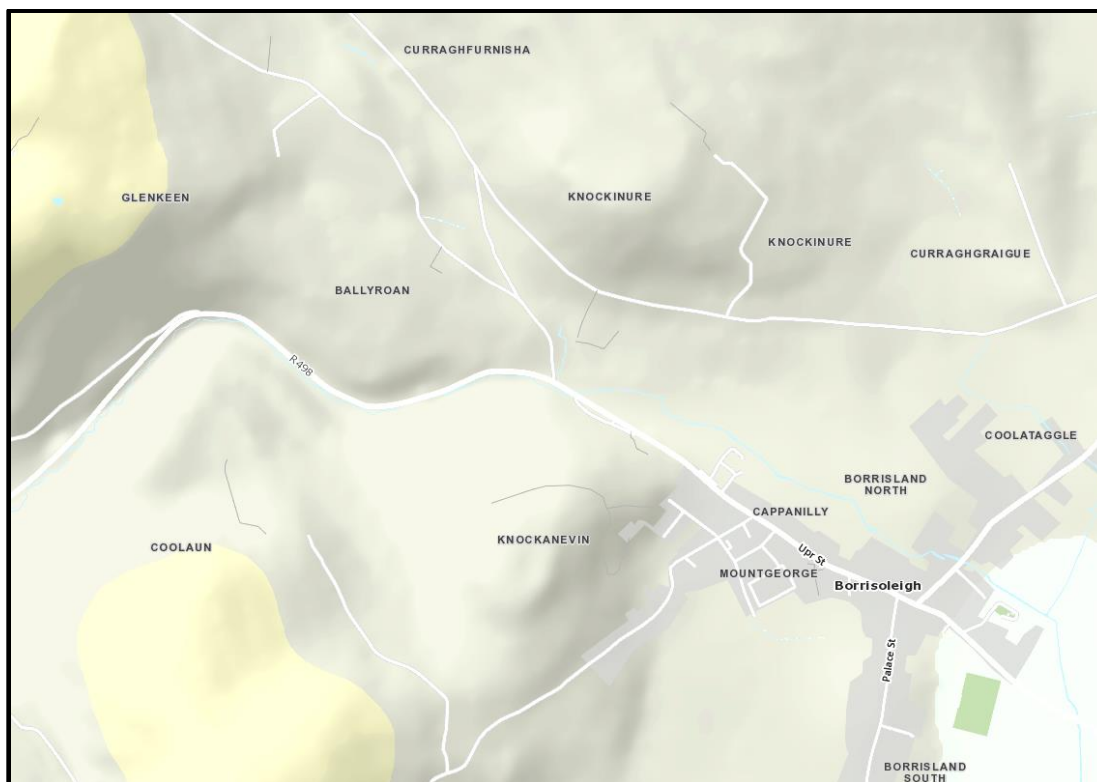 CURRAGHFURNISHA
GLENKEEN
KNOCKINURE
KNOCKINURE
CURRAGHGRAIGUE
BALLYROAN
R498
COOLATAGGLE
BORRISLAND
NORTH
CAPPANILLY
KNOCKANEVIN
COOLAUN
Upr St
MOUNTGEORGE
Borrisoleigh
Palace St
BORRISLAND
SOUTH